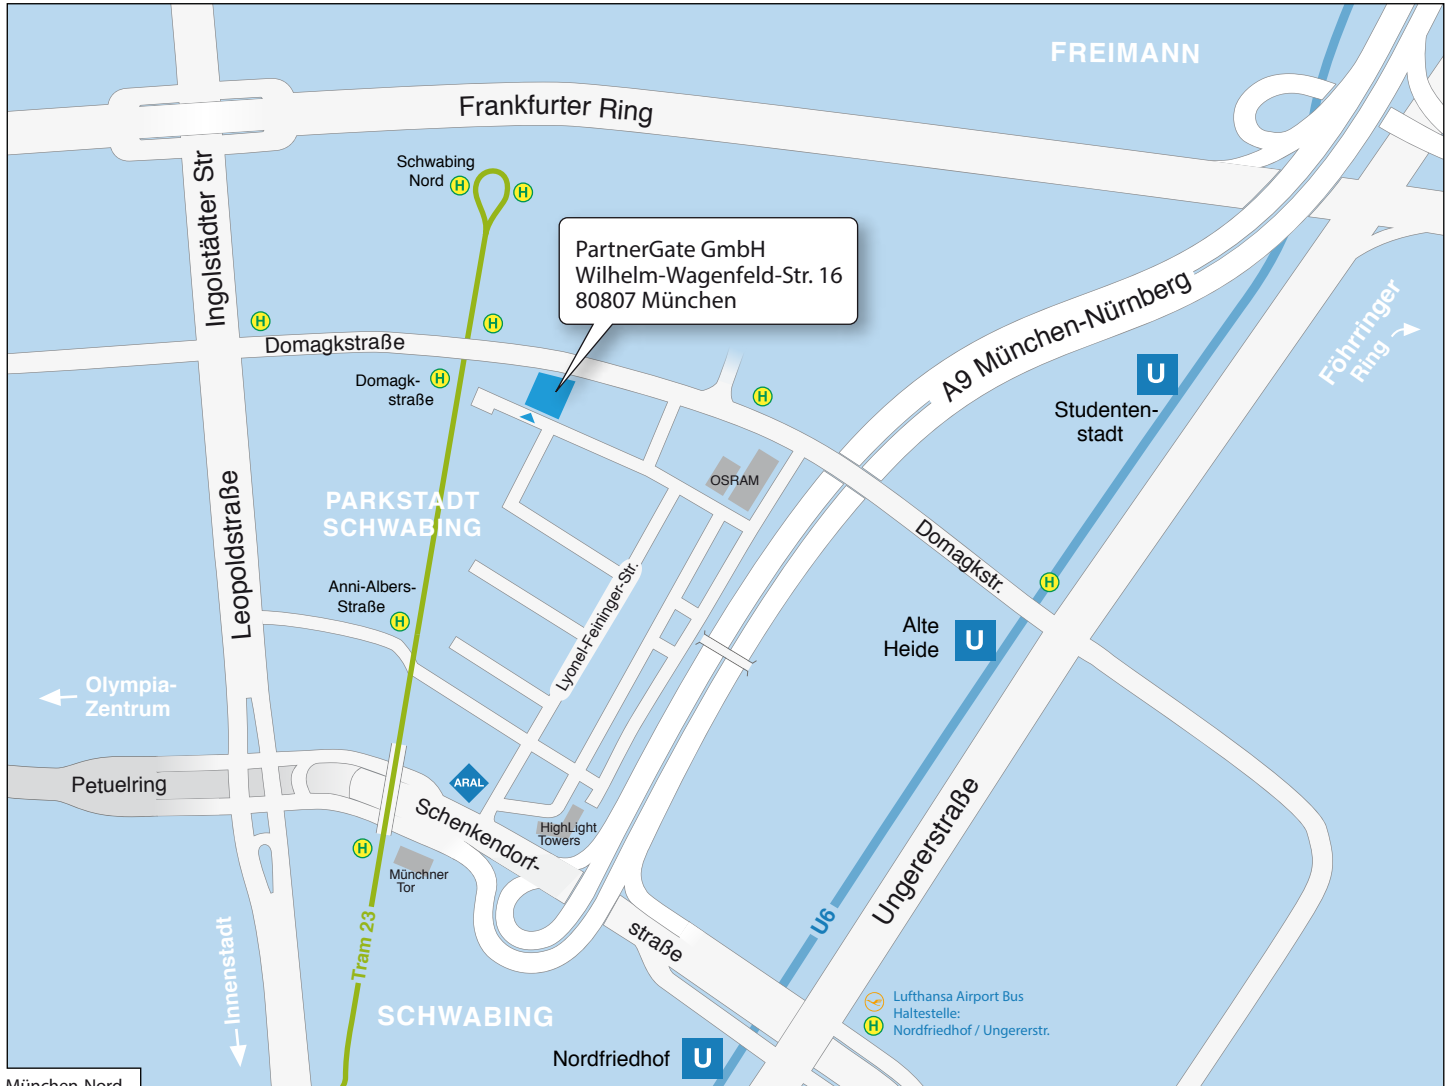 FREIMANN
Frankfurter Ring
Schwabing
Nord
H
H
Ingolstädter Str
PartnerGate GmbH
Wilhelm-Wagenfeld-Str. 16
80807 München
A9 München-Nürnberg
Föhrringer
Ring
H
H
Domagkstraße
Domagk-
straße
H
H
U
Studenten-
stadt
OSRAM
PARKSTADT
SCHWABING
Leopoldstraße
Domagkstr.
Lyonel-Feininger-Str.
Anni-Albers-
Straße
H
H
Alte
Heide
U
Olympia-
Zentrum
Petuelring
ARAL
Schenkendorf-
straße
HighLight
Towers
H
Münchner
Tor
Ungererstraße
U6
Tram 23
Innenstadt
SCHWABING
Lufthansa Airport Bus
Haltestelle:
H
Nordfriedhof / Ungererstr.
Nordfriedhof
U
München-Nord